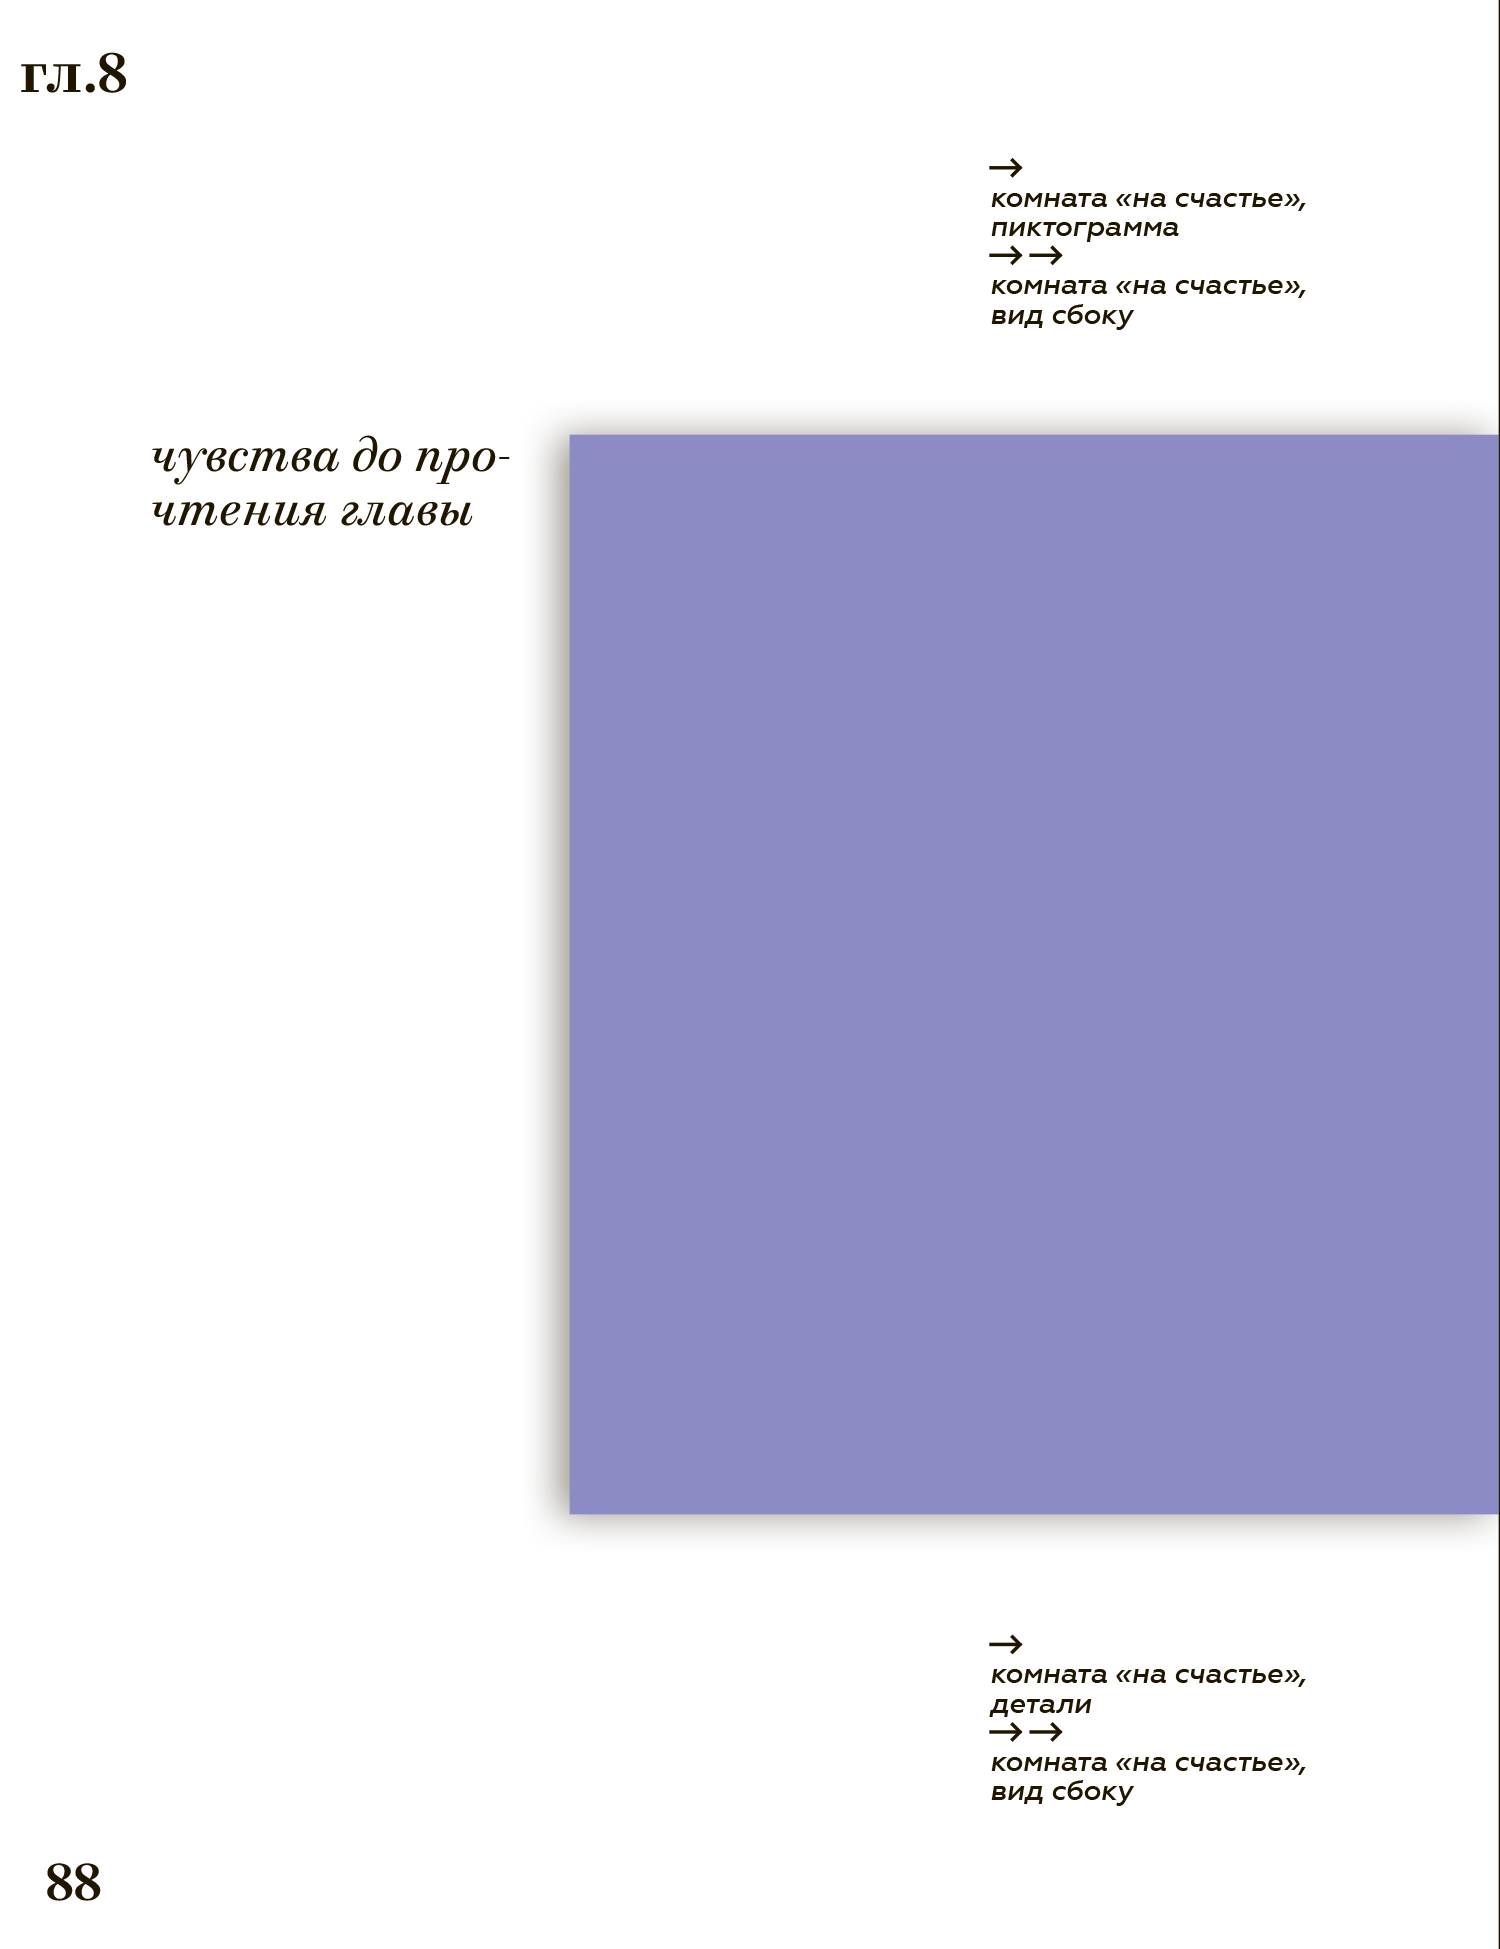 гл.8
→
комната «на счастье»,
пиктограмма
→→
комната «на счастье»,
вид сбоку
чувства до про-
чтения главы
→
комната «на счастье»,
детали
→→
комната «на счастье»,
вид сбоку
88